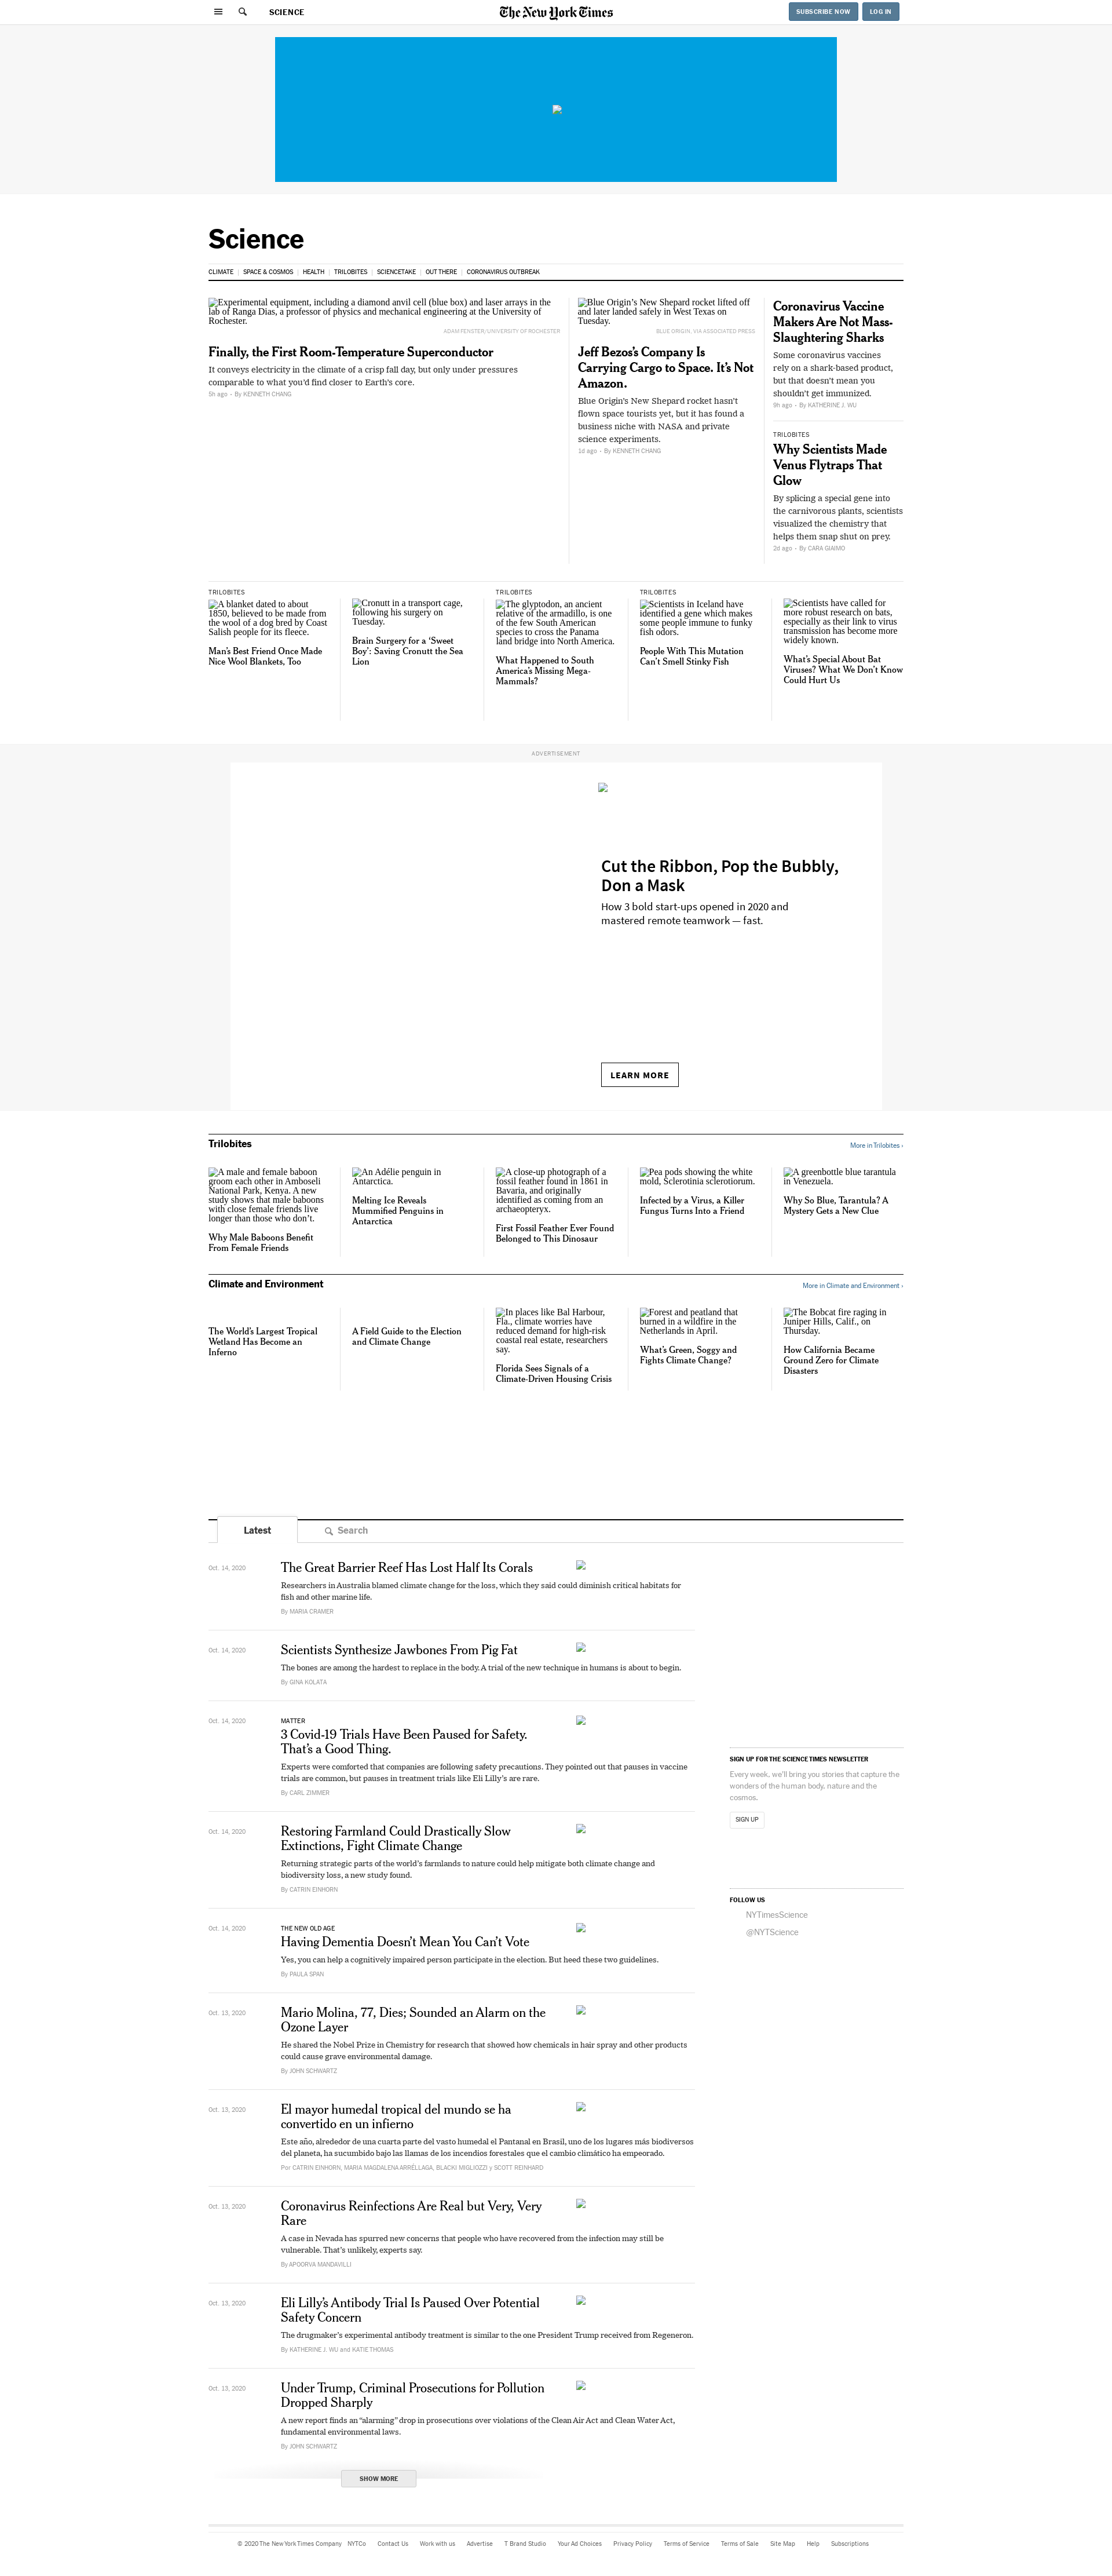 SCIENCE
The New York Times
SUBSCRIBE NOW
LOG IN
Science
CLIMATE
SPACE & COSMOS
HEALTH
TRILOBITES
SCIENCETAKE
OUT THERE
CORONAVIRUS OUTBREAK
Experimental equipment, including a diamond anvil cell (blue box) and laser arrays in the
lab of Ranga Dias, a professor of physics and mechanical engineering at the University of
Rochester.
ADAM FENSTER/UNIVERSITY OF ROCHESTER
Finally, the First Room-Temperature Superconductor
It conveys electricity in the climate of a crisp fall day, but only under pressures
comparable to what you'd find closer to Earth's core.
5h ago - By KENNETH CHANG
Blue Origin's New Shepard rocket lifted off
and later landed safely in West Texas on
Tuesday.
BLUE ORIGIN, VIA ASSOCIATED PRESS
Jeff Bezos's Company Is
Carrying Cargo to Space. It's Not
Amazon.
Blue Origin's New Shepard rocket hasn't
flown space tourists yet, but it has found a
business niche with NASA and private
science experiments.
1d ago - By KENNETH CHANG
Coronavirus Vaccine
Makers Are Not Mass-
Slaughtering Sharks
Some coronavirus vaccines
rely on a shark-based product,
but that doesn't mean you
shouldn't get immunized.
9h ago - By KATHERINE J. WU
TRILOBITES
Why Scientists Made
Venus Flytraps That
Glow
By splicing a special gene into
the carnivorous plants, scientists
visualized the chemistry that
helps them snap shut on prey.
2d ago - By CARA GIAIMO
TRILOBITES
A blanket dated to about
1850, believed to be made from
the wool of a dog bred by Coast
Salish people for its fleece.
Man's Best Friend Once Made
Nice Wool Blankets, Too
Cronutt in a transport cage,
following his surgery on
Tuesday.
Brain Surgery for a 'Sweet
Boy': Saving Cronutt the Sea
Lion
TRILOBITES
The glyptodon, an ancient
relative of the armadillo, is one
of the few South American
species to cross the Panama
land bridge into North America.
What Happened to South
America's Missing Mega-
Mammals?
TRILOBITES
Scientists in Iceland have
identified a gene which makes
some people immune to funky
fish odors.
People With This Mutation
Can't Smell Stinky Fish
Scientists have called for
more robust research on bats,
especially as their link to virus
transmission has become more
widely known.
What's Special About Bat
Viruses? What We Don't Know
Could Hurt Us
ADVERTISEMENT
Cut the Ribbon, Pop the Bubbly,
Don a Mask
How 3 bold start-ups opened in 2020 and
mastered remote teamwork — fast.
LEARN MORE
Trilobites
More in Trilobites ›
A male and female baboon
groom each other in Amboseli
National Park, Kenya. A new
study shows that male baboons
with close female friends live
longer than those who don't.
Why Male Baboons Benefit
From Female Friends
An Adélie penguin in
Antarctica.
Melting Ice Reveals
Mummified Penguins in
Antarctica
A close-up photograph of a
fossil feather found in 1861 in
Bavaria, and originally
identified as coming from an
archaeopteryx.
First Fossil Feather Ever Found
Belonged to This Dinosaur
Pea pods showing the white
mold, Sclerotinia sclerotiorum.
Infected by a Virus, a Killer
Fungus Turns Into a Friend
A greenbottle blue tarantula
in Venezuela.
Why So Blue, Tarantula? A
Mystery Gets a New Clue
Climate and Environment
More in Climate and Environment ›
The World's Largest Tropical
Wetland Has Become an
Inferno
A Field Guide to the Election
and Climate Change
In places like Bal Harbour,
Fla., climate worries have
reduced demand for high-risk
coastal real estate, researchers
say.
Florida Sees Signals of a
Climate-Driven Housing Crisis
Forest and peatland that
burned in a wildfire in the
Netherlands in April.
What's Green, Soggy and
Fights Climate Change?
The Bobcat fire raging in
Juniper Hills, Calif., on
Thursday.
How California Became
Ground Zero for Climate
Disasters
Latest
Search
Oct. 14, 2020
The Great Barrier Reef Has Lost Half Its Corals
Researchers in Australia blamed climate change for the loss, which they said could diminish critical habitats for
fish and other marine life.
By MARIA CRAMER
Oct. 14, 2020
Scientists Synthesize Jawbones From Pig Fat
The bones are among the hardest to replace in the body. A trial of the new technique in humans is about to begin.
By GINA KOLATA
Oct. 14, 2020
MATTER
3 Covid-19 Trials Have Been Paused for Safety.
That's a Good Thing.
Experts were comforted that companies are following safety precautions. They pointed out that pauses in vaccine
trials are common, but pauses in treatment trials like Eli Lilly's are rare.
By CARL ZIMMER
Oct. 14, 2020
Restoring Farmland Could Drastically Slow
Extinctions, Fight Climate Change
Returning strategic parts of the world's farmlands to nature could help mitigate both climate change and
biodiversity loss, a new study found.
By CATRIN EINHORN
Oct. 14, 2020
THE NEW OLD AGE
Having Dementia Doesn't Mean You Can't Vote
Yes, you can help a cognitively impaired person participate in the election. But heed these two guidelines.
By PAULA SPAN
Oct. 13, 2020
Mario Molina, 77, Dies; Sounded an Alarm on the
Ozone Layer
He shared the Nobel Prize in Chemistry for research that showed how chemicals in hair spray and other products
could cause grave environmental damage.
By JOHN SCHWARTZ
Oct. 13, 2020
El mayor humedal tropical del mundo se ha
convertido en un infierno
Este año, alrededor de una cuarta parte del vasto humedal el Pantanal en Brasil, uno de los lugares más biodiversos
del planeta, ha sucumbido bajo las llamas de los incendios forestales que el cambio climático ha empeorado.
Por CATRIN EINHORN, MARIA MAGDALENA ARRÉLLAGA, BLACKI MIGLIOZZI y SCOTT REINHARD
Oct. 13, 2020
Coronavirus Reinfections Are Real but Very, Very
Rare
A case in Nevada has spurred new concerns that people who have recovered from the infection may still be
vulnerable. That's unlikely, experts say.
By APOORVA MANDAVILLI
Oct. 13, 2020
Eli Lilly's Antibody Trial Is Paused Over Potential
Safety Concern
The drugmaker's experimental antibody treatment is similar to the one President Trump received from Regeneron.
By KATHERINE J. WU and KATIE THOMAS
Oct. 13, 2020
Under Trump, Criminal Prosecutions for Pollution
Dropped Sharply
A new report finds an "alarming" drop in prosecutions over violations of the Clean Air Act and Clean Water Act,
fundamental environmental laws.
By JOHN SCHWARTZ
SHOW MORE
SIGN UP FOR THE SCIENCE TIMES NEWSLETTER
Every week, we'll bring you stories that capture the
wonders of the human body, nature and the
cosmos.
SIGN UP
FOLLOW US
NYTimesScience
@NYTScience
© 2020 The New York Times Company
NYTCo
Contact Us
Work with us
Advertise
T Brand Studio
Your Ad Choices
Privacy Policy
Terms of Service
Terms of Sale
Site Map
Help
Subscriptions